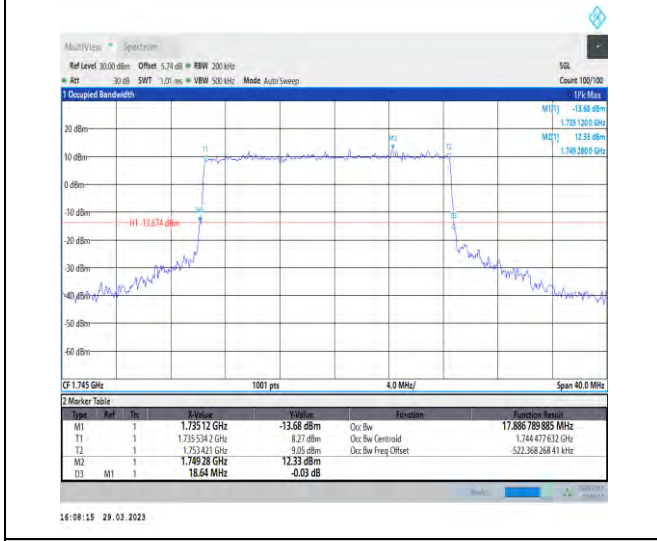 MultiView Spectrum
Ref Level 30.00 dBm Offset 5.74 dB RBW 200 kHz SGL
Att 30 dB SWT 1.01 ms VBW 500 kHz Mode Auto Sweep Count 100/100
1 Occupied Bandwidth 1Pk Max
M1[1] -13.68 dBm
1.735 120 0 GHz
M2[1] 12.33 dBm
1.749 280 0 GHz
20 dBm
M2
T1 T2
10 dBm
0 dBm
-10 dBm
M1 D3
H1 -13.674 dBm
-20 dBm
-30 dBm
-40 dBm
-50 dBm
-60 dBm
CF 1.745 GHz 1001 pts 4.0 MHz/ Span 40.0 MHz
2 Marker Table
Type Ref Trc X-Value Y-Value Function Function Result
M1 1 1.735 12 GHz -13.68 dBm Occ Bw 17.886 789 885 MHz
T1 1 1.735 534 2 GHz 8.27 dBm Occ Bw Centroid 1.744 477 632 GHz
T2 1 1.753 421 GHz 9.05 dBm Occ Bw Freq Offset -522.368 268 41 kHz
M2 1 1.749 28 GHz 12.33 dBm
D3 M1 1 18.64 MHz -0.03 dB
16:08:15 29.03.2023